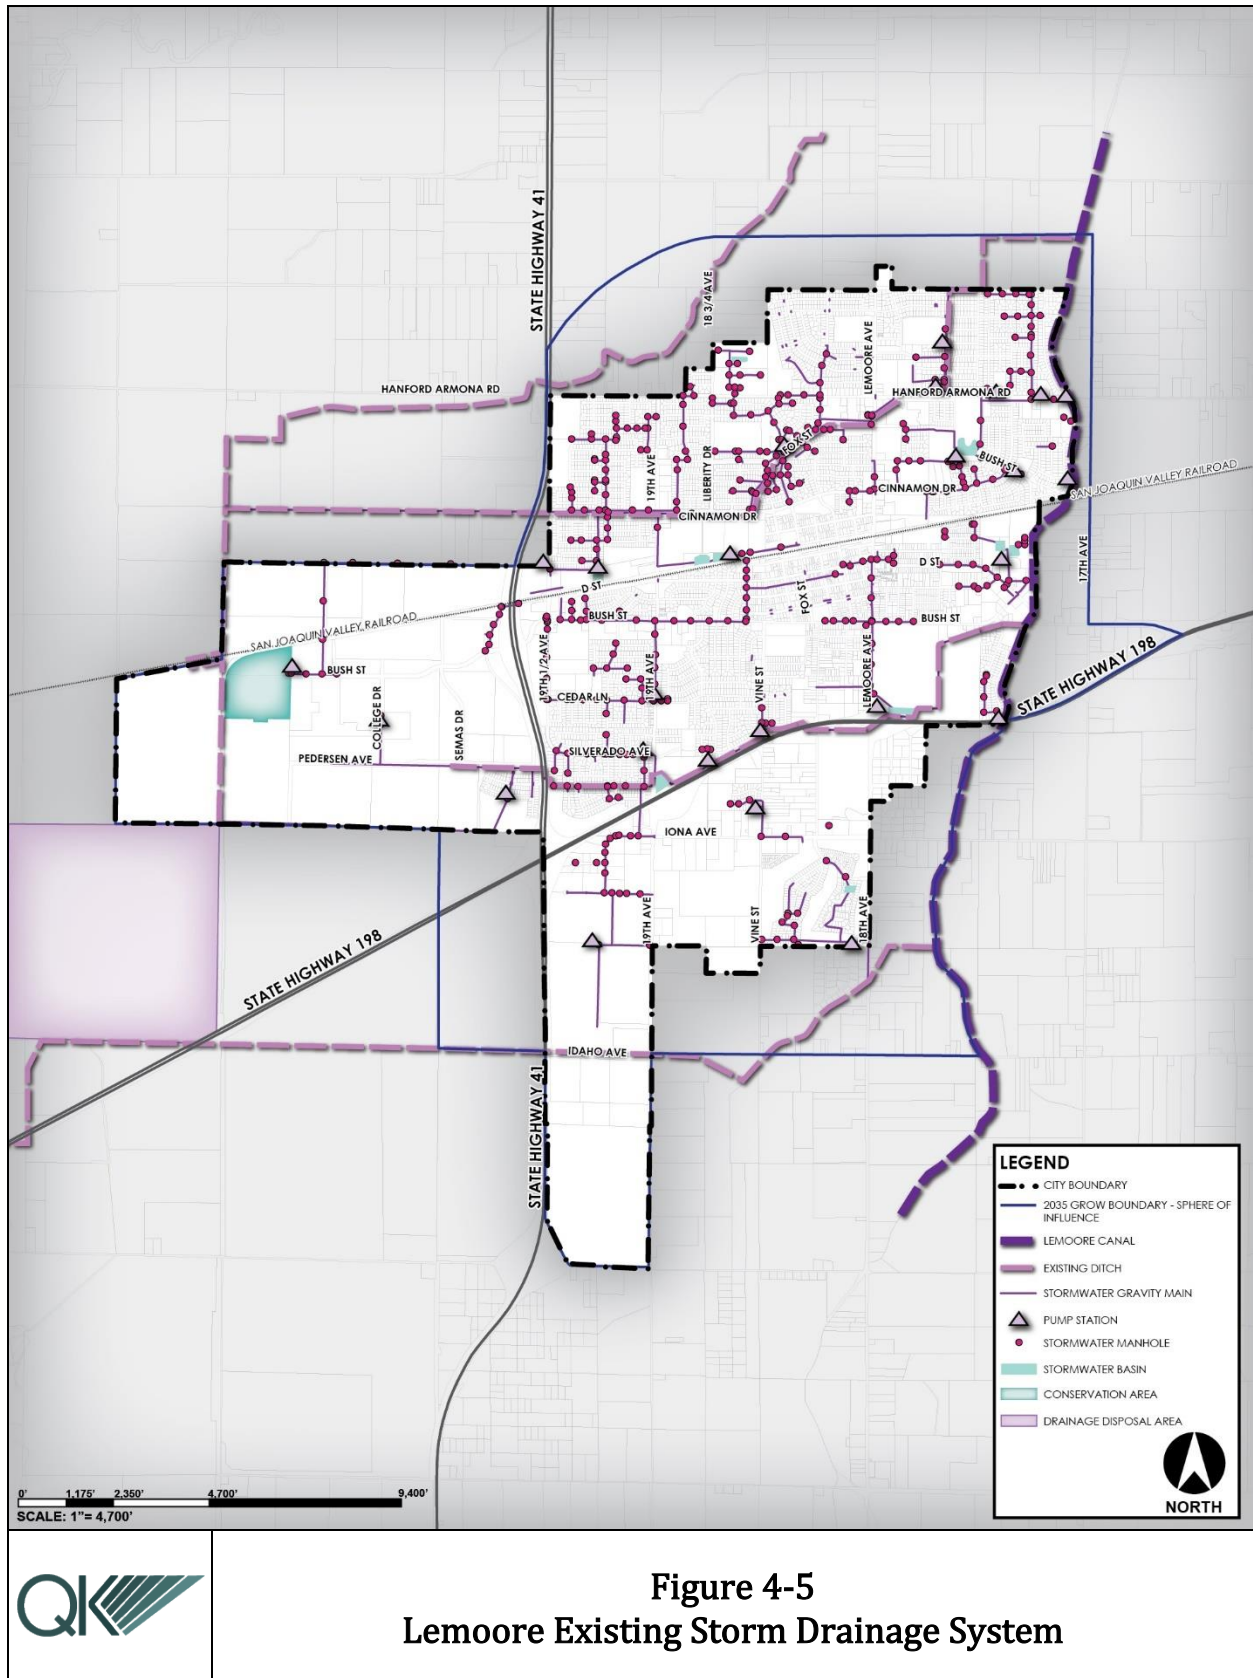 STATE HIGHWAY 41
18 3/4 AVE
LEMOORE AVE
HANFORD ARMONA RD
HANFORD ARMONA RD
FOX ST
LIBERITY DR
19TH AVE
BUSH ST
CINNAMON DR
SAN JOAQUIN VALLEY RAILROAD
CINNAMON DR
17TH AVE
D ST
D ST
FOX ST
BUSH ST
BUSH ST
SAN JOAQUIN VALLEY RAILROAD
BUSH ST
19TH 1/2 AVE
19TH AVE
LEMOORE AVE
VINE ST
STATE HIGHWAY 198
CEDAR LN
COLLEGE DR
SEMAS DR
SILVERADO AVE
PEDERSEN AVE
IONA AVE
19TH AVE
VINE ST
18TH AVE
STATE HIGHWAY 198
IDAHO AVE
STATE HIGHWAY 41
LEGEND
CITY BOUNDARY
2035 GROW BOUNDARY - SPHERE OF
INFLUENCE
LEMOORE CANAL
EXISTING DITCH
STORMWATER GRAVITY MAIN
PUMP STATION
STORMWATER MANHOLE
STORMWATER BASIN
CONSERVATION AREA
DRAINAGE DISPOSAL AREA
NORTH
0' 1,175' 2,350' 4,700' 9,400'
SCALE: 1"= 4,700'
QK
Figure 4-5
Lemoore Existing Storm Drainage System